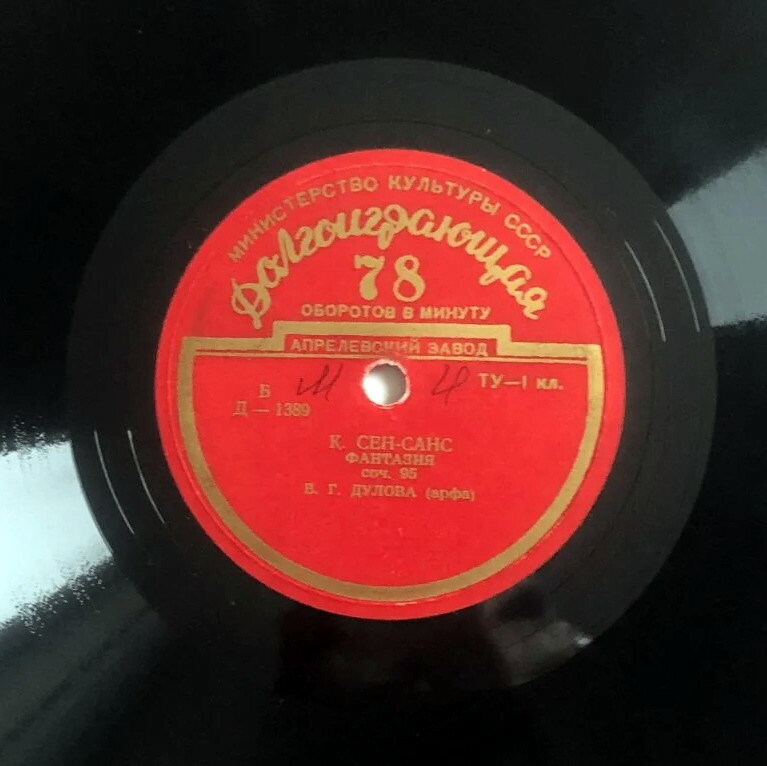 МИНИСТЕРСТВО КУЛЬТУРЫ СССР
Долгоиграющая
78
ОБОРОТОВ В МИНУТУ
АПРЕЛЕВСКИЙ ЗАВОД
ТУ—1 кл.
Б
Д — 1389
К. СЕН-САНС
ФАНТАЗИЯ
соч. 95
В. Г. ДУЛОВА (арфа)